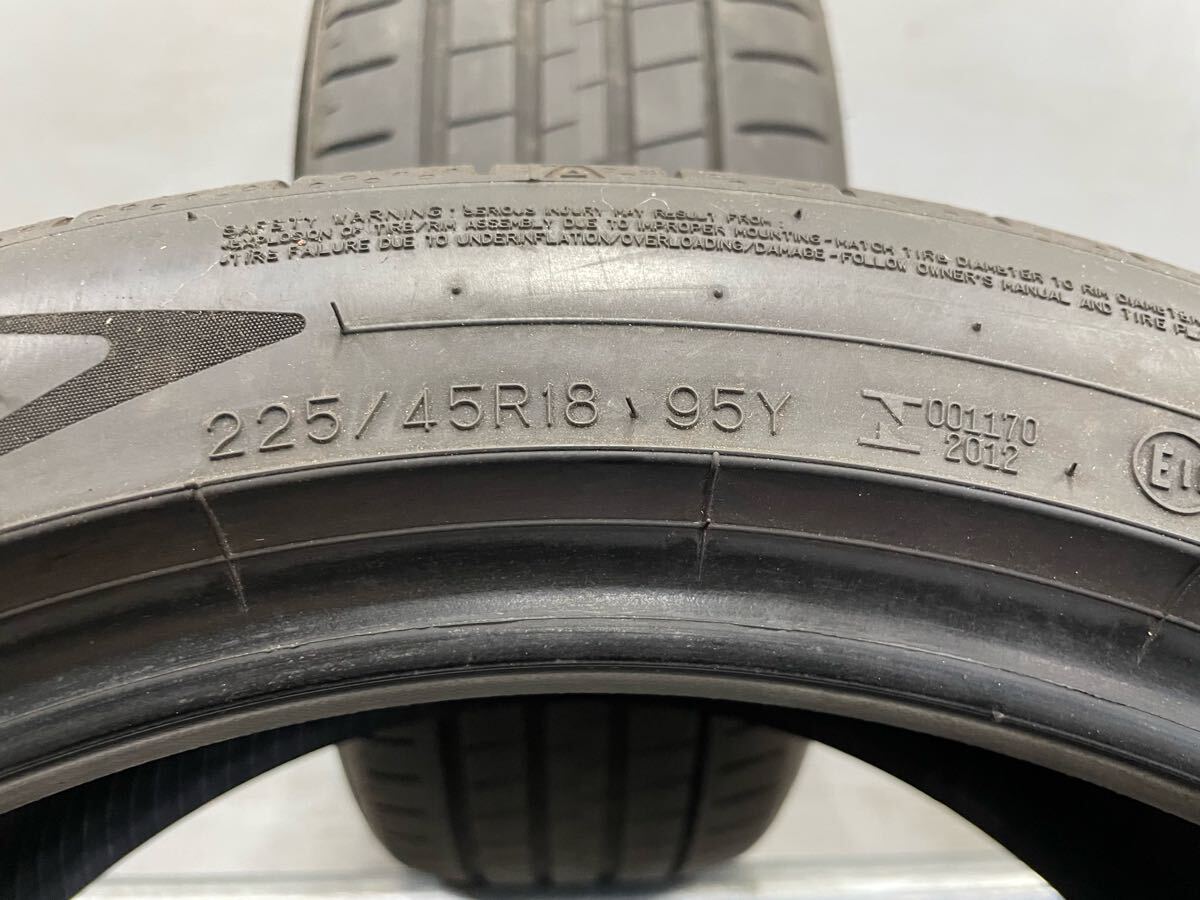 SAFETY WARNING: SERIOUS INJURY MAY RESULT FROM:
EXPLOSION OF TIRE/RIM ASSEMBLY DUE TO IMPROPER MOUNTING-MATCH TIRE DIAMETER TO RIM DIAMETER
TIRE FAILURE DUE TO UNDERINFLATION/OVERLOADING/DAMAGE-FOLLOW OWNER'S MANUAL AND TIRE
225/45R18 95Y
001170
2012